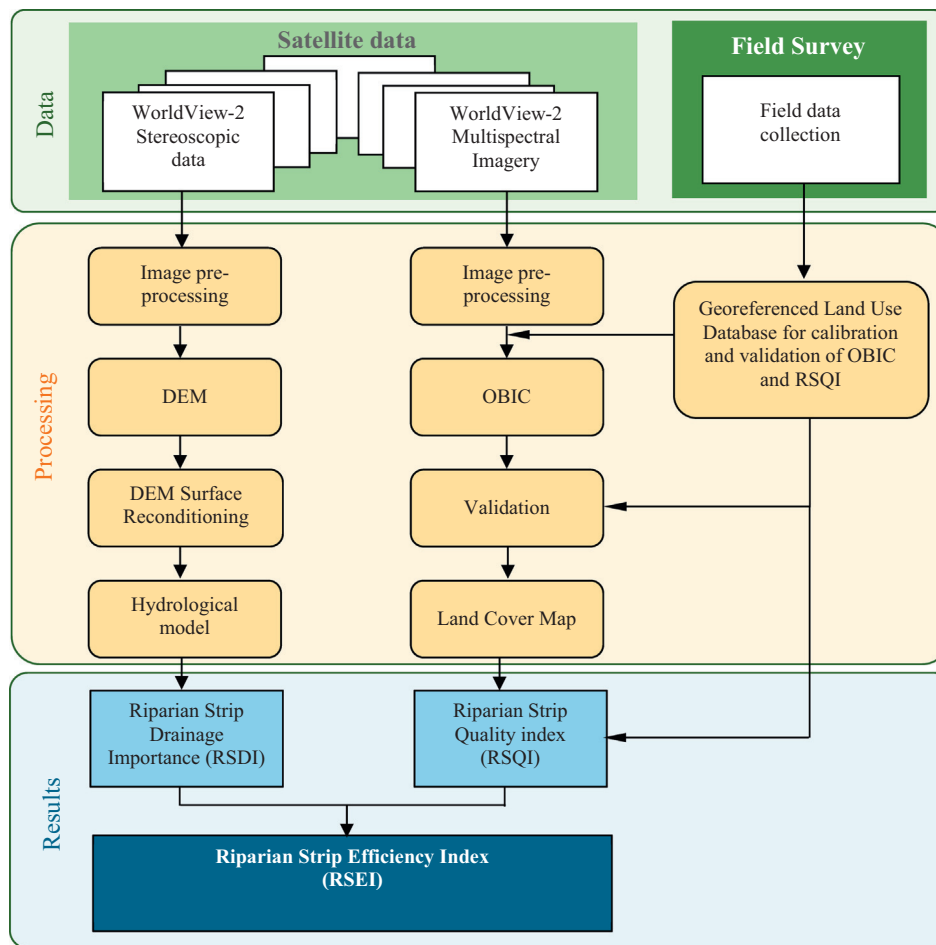 Data
Satellite data
WorldView-2
Stereoscopic
data
WorldView-2
Multispectral
Imagery
Field Survey
Field data
collection
Processing
Image pre-
processing
DEM
DEM Surface
Reconditioning
Hydrological
model
Image pre-
processing
OBIC
Validation
Land Cover Map
Georeferenced Land Use
Database for calibration
and validation of OBIC
and RSQI
Results
Riparian Strip
Drainage
Importance (RSDI)
Riparian Strip
Quality index
(RSQI)
Riparian Strip Efficiency Index
(RSEI)